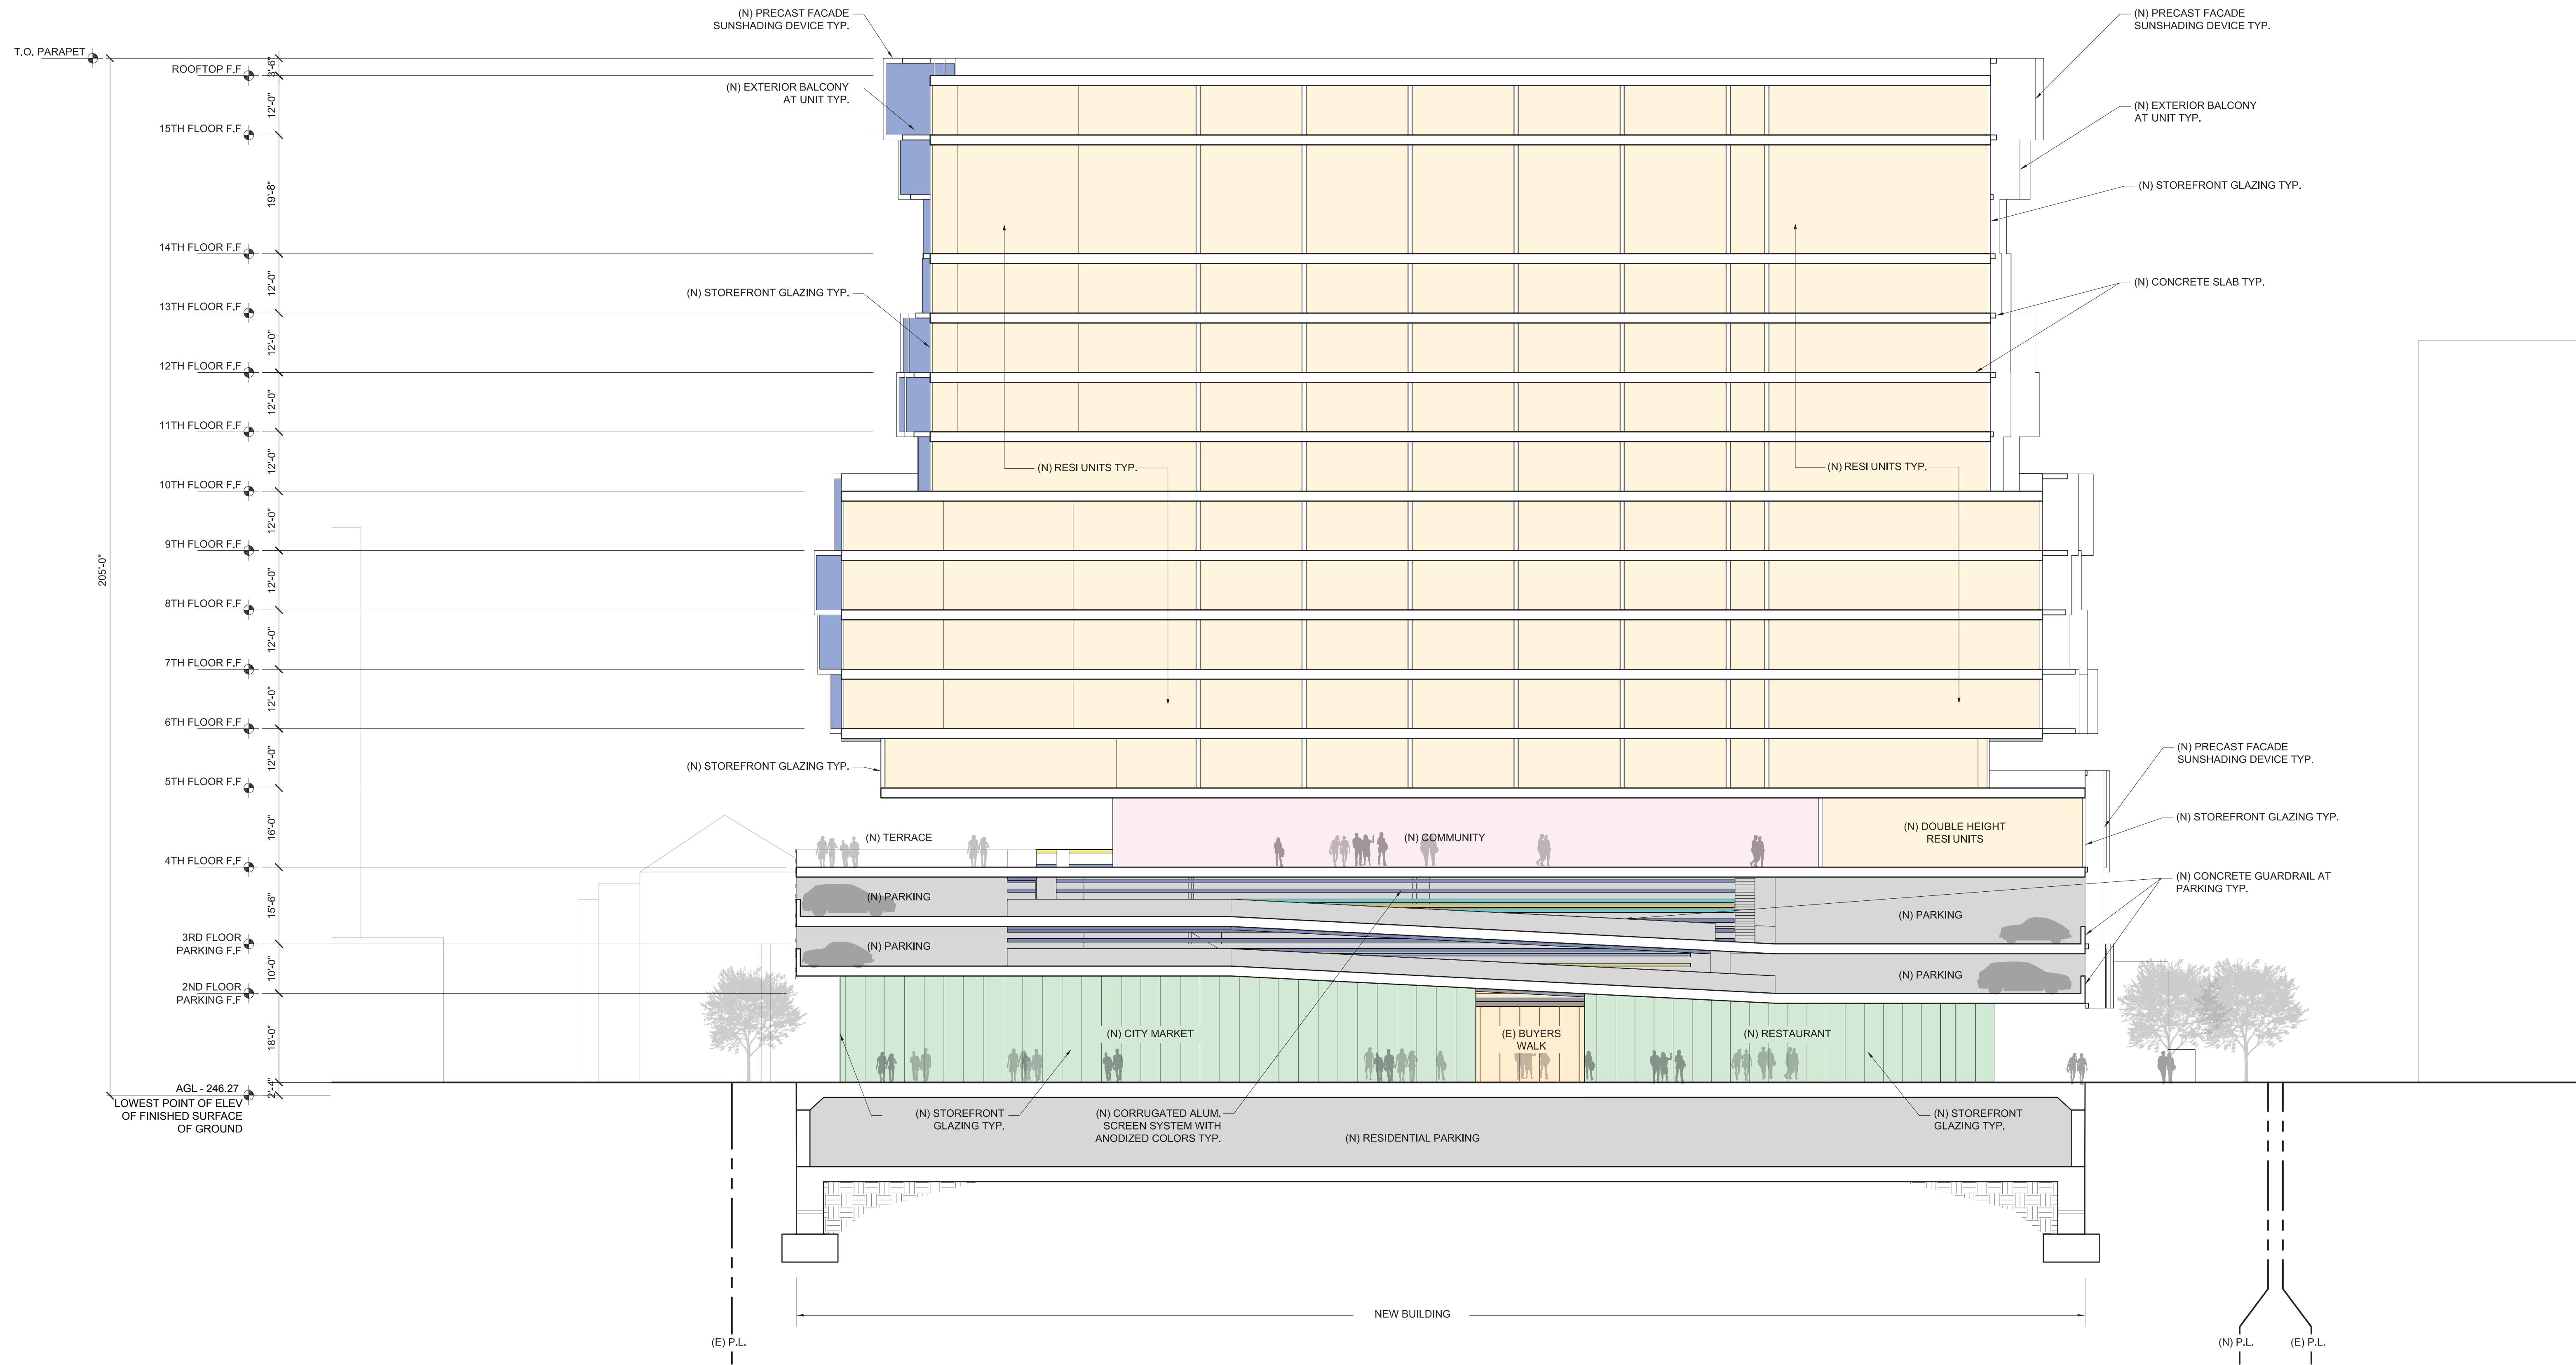 (N) PRECAST FACADE
SUNSHADING DEVICE TYP.
(N) PRECAST FACADE
SUNSHADING DEVICE TYP.
T.O. PARAPET
ROOFTOP F.F
3'-6"
(N) EXTERIOR BALCONY
AT UNIT TYP.
12'-0"
(N) EXTERIOR BALCONY
AT UNIT TYP.
15TH FLOOR F.F
19'-8"
(N) STOREFRONT GLAZING TYP.
14TH FLOOR F.F
12'-0"
(N) STOREFRONT GLAZING TYP.
(N) CONCRETE SLAB TYP.
13TH FLOOR F.F
12'-0"
12TH FLOOR F.F
12'-0"
11TH FLOOR F.F
12'-0"
(N) RESI UNITS TYP.
(N) RESI UNITS TYP.
10TH FLOOR F.F
12'-0"
9TH FLOOR F.F
205'-0"
12'-0"
8TH FLOOR F.F
12'-0"
7TH FLOOR F.F
12'-0"
6TH FLOOR F.F
12'-0"
(N) STOREFRONT GLAZING TYP.
(N) PRECAST FACADE
SUNSHADING DEVICE TYP.
5TH FLOOR F.F
16'-0"
(N) TERRACE
(N) COMMUNITY
(N) DOUBLE HEIGHT
RESI UNITS
(N) STOREFRONT GLAZING TYP.
4TH FLOOR F.F
15'-6"
(N) PARKING
(N) PARKING
(N) CONCRETE GUARDRAIL AT
PARKING TYP.
3RD FLOOR
PARKING F.F
10'-0"
(N) PARKING
(N) PARKING
2ND FLOOR
PARKING F.F
18'-0"
(N) CITY MARKET
(E) BUYERS
WALK
(N) RESTAURANT
AGL - 246.27
2'-4"
LOWEST POINT OF ELEV
OF FINISHED SURFACE
OF GROUND
(N) STOREFRONT
GLAZING TYP.
(N) CORRUGATED ALUM.
SCREEN SYSTEM WITH
ANODIZED COLORS TYP.
(N) RESIDENTIAL PARKING
(N) STOREFRONT
GLAZING TYP.
NEW BUILDING
(E) P.L.
(N) P.L.
(E) P.L.